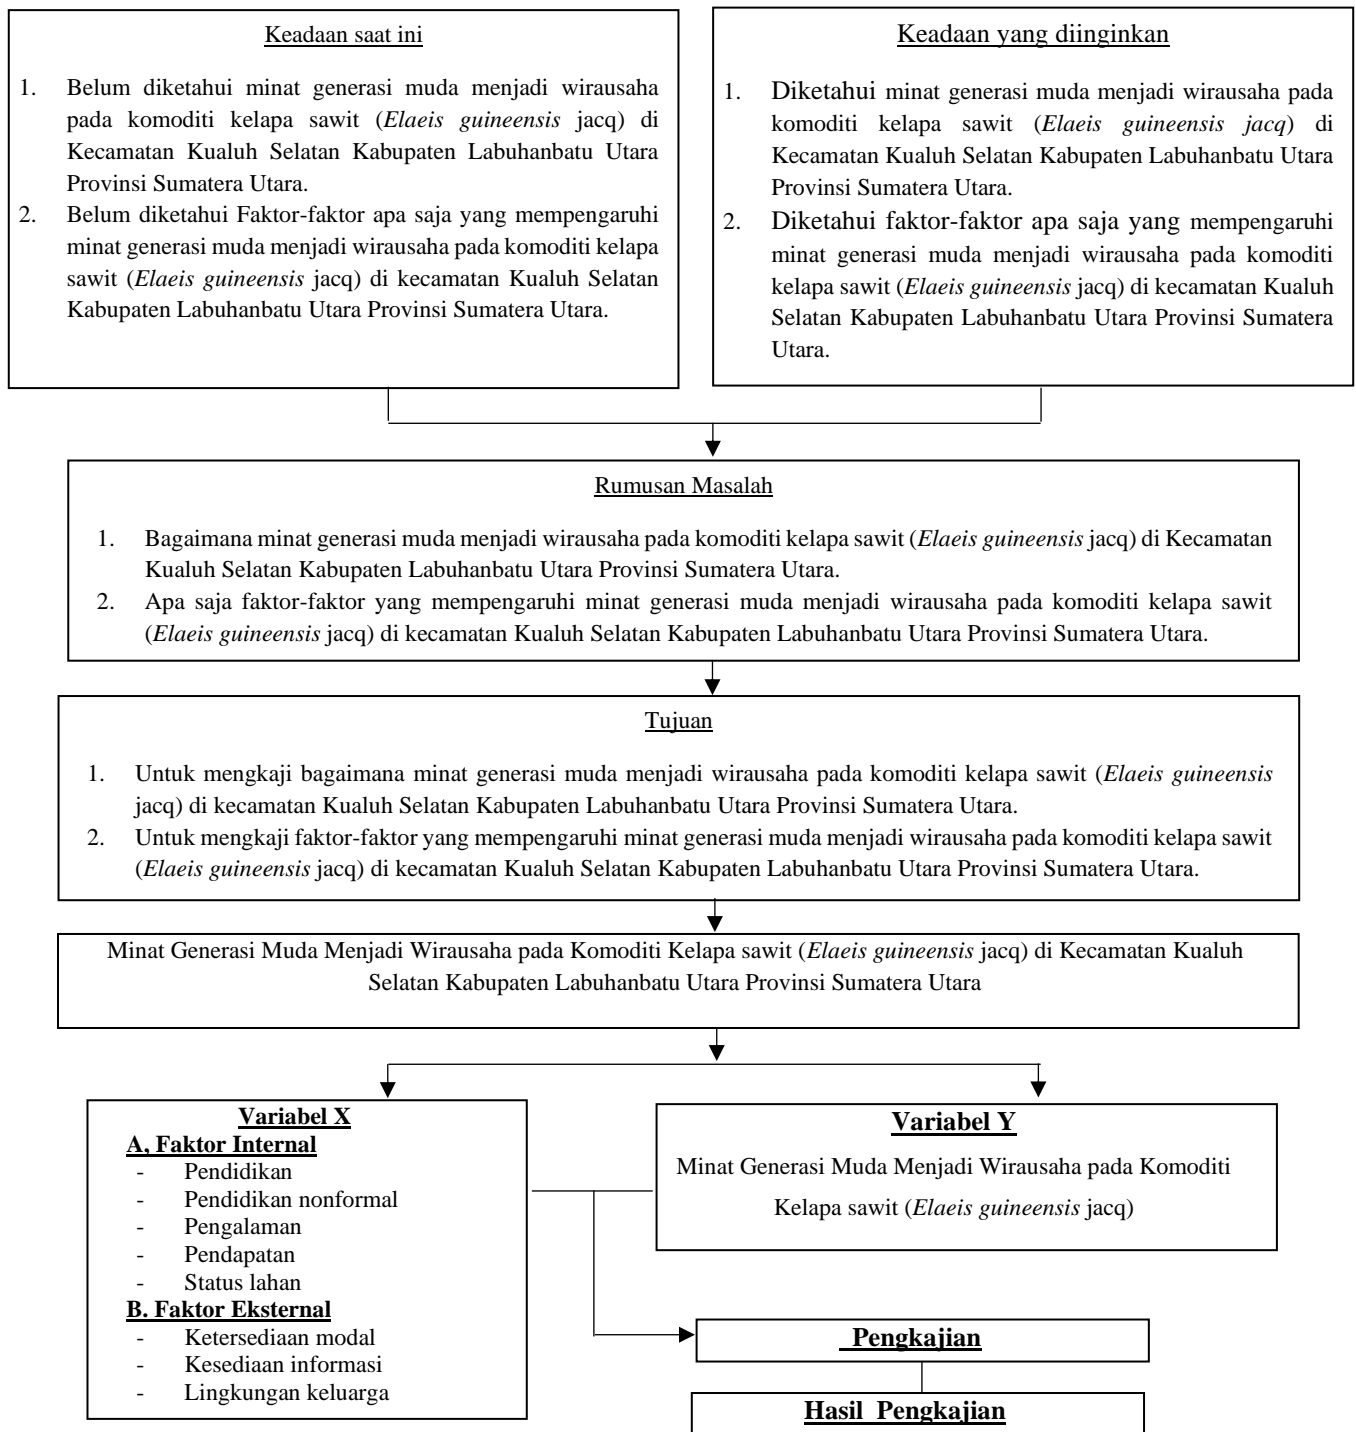 Keadaan saat ini
1. Belum diketahui minat generasi muda menjadi wirausaha
pada komoditi kelapa sawit (Elaeis guineensis jacq) di
Kecamatan Kualuh Selatan Kabupaten Labuhanbatu Utara
Provinsi Sumatera Utara.
2. Belum diketahui Faktor-faktor apa saja yang mempengaruhi
minat generasi muda menjadi wirausaha pada komoditi kelapa
sawit (Elaeis guineensis jacq) di kecamatan Kualuh Selatan
Kabupaten Labuhanbatu Utara Provinsi Sumatera Utara.
Keadaan yang diinginkan
1. Diketahui minat generasi muda menjadi wirausaha pada
komoditi kelapa sawit (Elaeis guineensis jacq) di
Kecamatan Kualuh Selatan Kabupaten Labuhanbatu Utara
Provinsi Sumatera Utara.
2. Diketahui faktor-faktor apa saja yang mempengaruhi
minat generasi muda menjadi wirausaha pada komoditi
kelapa sawit (Elaeis guineensis jacq) di kecamatan Kualuh
Selatan Kabupaten Labuhanbatu Utara Provinsi Sumatera
Utara.
Rumusan Masalah
1. Bagaimana minat generasi muda menjadi wirausaha pada komoditi kelapa sawit (Elaeis guineensis jacq) di Kecamatan
Kualuh Selatan Kabupaten Labuhanbatu Utara Provinsi Sumatera Utara.
2. Apa saja faktor-faktor yang mempengaruhi minat generasi muda menjadi wirausaha pada komoditi kelapa sawit
(Elaeis guineensis jacq) di kecamatan Kualuh Selatan Kabupaten Labuhanbatu Utara Provinsi Sumatera Utara.
Tujuan
1. Untuk mengkaji bagaimana minat generasi muda menjadi wirausaha pada komoditi kelapa sawit (Elaeis guineensis
jacq) di kecamatan Kualuh Selatan Kabupaten Labuhanbatu Utara Provinsi Sumatera Utara.
2. Untuk mengkaji faktor-faktor yang mempengaruhi minat generasi muda menjadi wirausaha pada komoditi kelapa sawit
(Elaeis guineensis jacq) di kecamatan Kualuh Selatan Kabupaten Labuhanbatu Utara Provinsi Sumatera Utara.
Minat Generasi Muda Menjadi Wirausaha pada Komoditi Kelapa sawit (Elaeis guineensis jacq) di Kecamatan Kualuh
Selatan Kabupaten Labuhanbatu Utara Provinsi Sumatera Utara
Variabel X
A, Faktor Internal
- Pendidikan
- Pendidikan nonformal
- Pengalaman
- Pendapatan
- Status lahan
B. Faktor Eksternal
- Ketersediaan modal
- Kesediaan informasi
- Lingkungan keluarga
Variabel Y
Minat Generasi Muda Menjadi Wirausaha pada Komoditi
Kelapa sawit (Elaeis guineensis jacq)
Pengkajian
Hasil Pengkajian